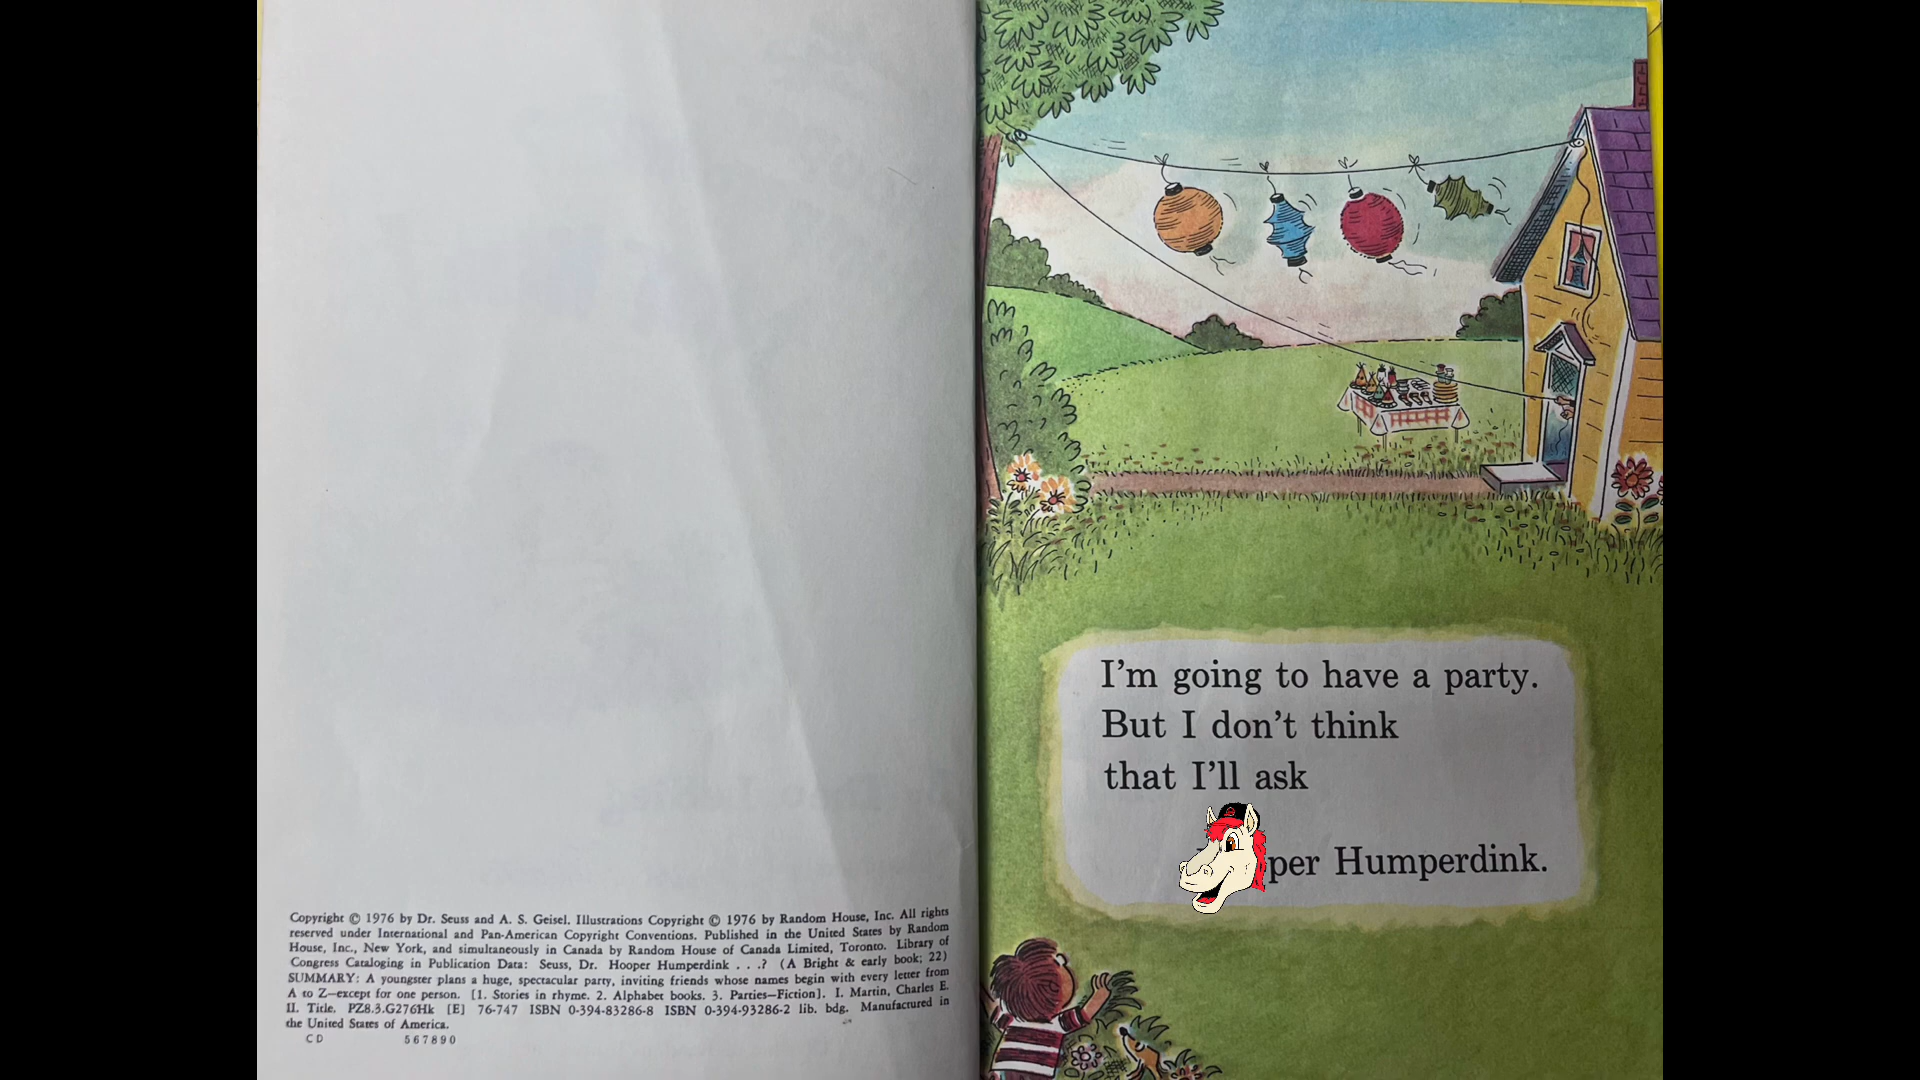 Copyright © 1976 by Dr. Seuss and A. S. Geisel. Illustrations Copyright © 1976 by Random House, Inc. All rights
reserved under International and Pan-American Copyright Conventions. Published in the United States by Random
House, Inc., New York, and simultaneously in Canada by Random House of Canada Limited, Toronto. Library of
Congress Cataloging in Publication Data: Seuss, Dr. Hooper Humperdink . . .? (A Bright & early book; 22)
SUMMARY: A youngster plans a huge, spectacular party, inviting friends whose names begin with every letter from
A to Z—except for one person. [1. Stories in rhyme. 2. Alphabet books. 3. Parties—Fiction]. I. Martin, Charles E.
II. Title. PZ8.3.G276Hk [E] 76-747 ISBN 0-394-83286-8 ISBN 0-394-93286-2 lib. bdg. Manufactured in
the United States of America.
C D 5 6 7 8 9 0
I'm going to have a party.
But I don't think
that I'll ask
per Humperdink.